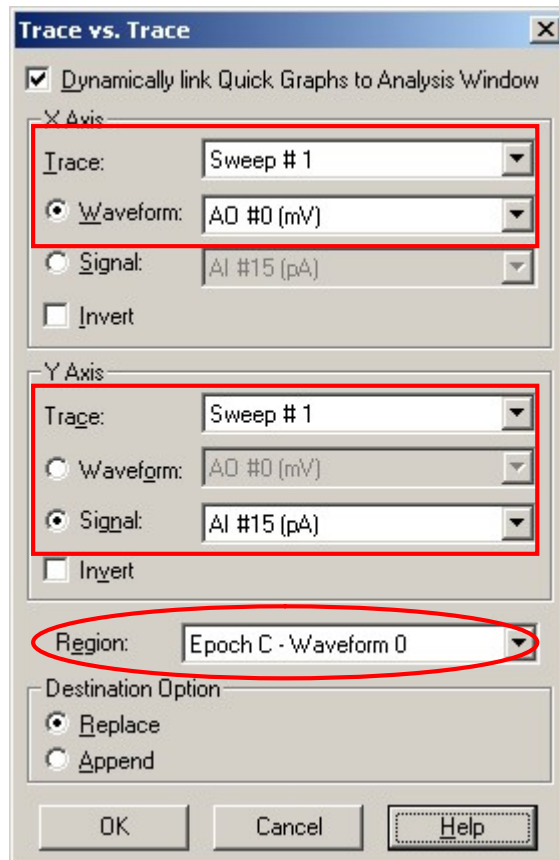 Trace vs. Trace
Dynamically link Quick Graphs to Analysis Window
X Axis
Trace: Sweep # 1
Waveform: AO #0 (mV)
Signal: AI #15 (pA)
Invert
Y Axis
Trace: Sweep # 1
Waveform: AO #0 (mV)
Signal: AI #15 (pA)
Invert
Region: Epoch C - Waveform 0
Destination Option
Replace
Append
OK Cancel Help